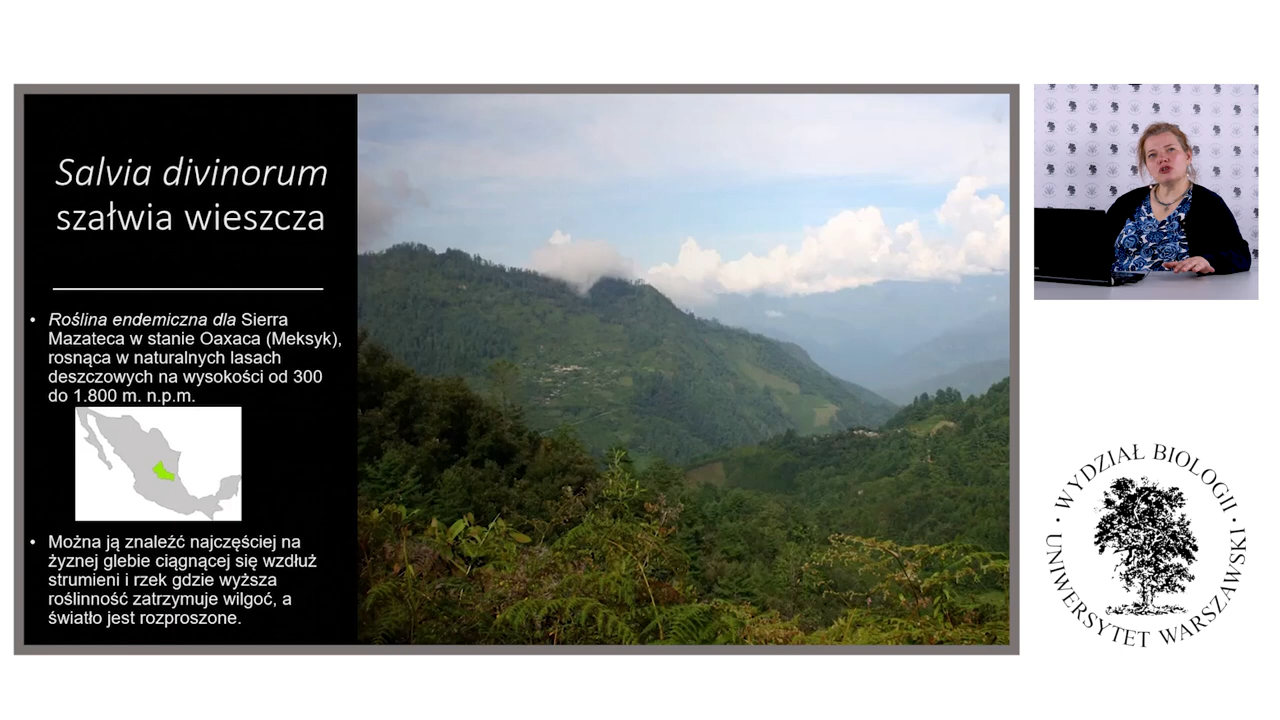 Salvia divinorum
szałwia wieszcza
• Roślina endemiczna dla Sierra
Mazateca w stanie Oaxaca (Meksyk),
rosnąca w naturalnych lasach
deszczowych na wysokości od 300
do 1.800 m. n.p.m.
• Można ją znaleźć najczęściej na
żyznej glebie ciągnącej się wzdłuż
strumieni i rzek gdzie wyższa
roślinność zatrzymuje wilgoć, a
światło jest rozproszone.
• WYDZIAŁ BIOLOGII •
UNIWERSYTET WARSZAWSKI